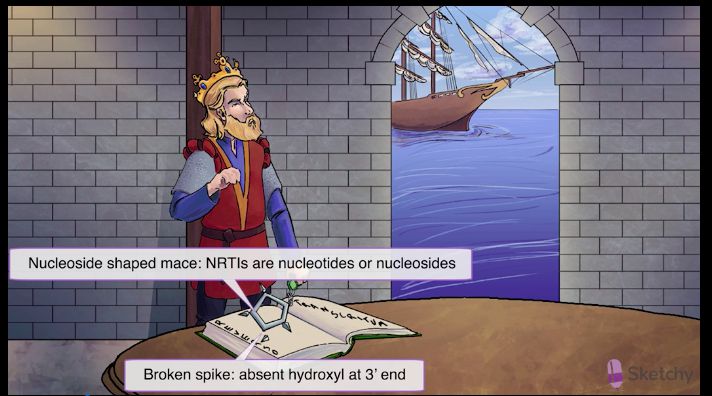 Nucleoside shaped mace: NRTIs are nucleotides or nucleosides
Broken spike: absent hydroxyl at 3' end
Sketchy